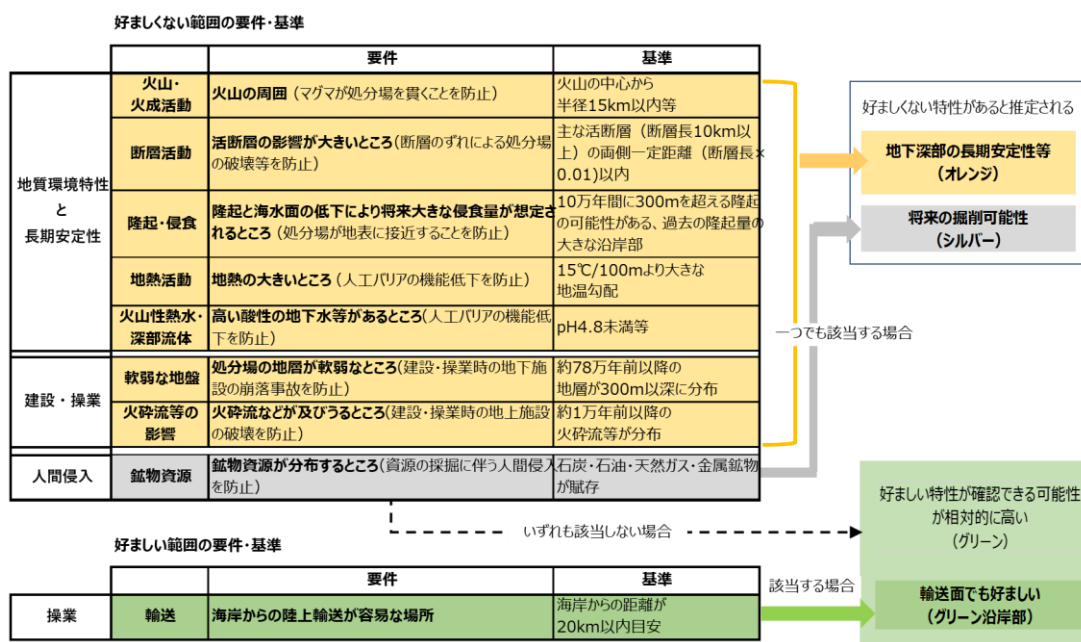 好ましくない範囲の要件・基準
要件
基準
地質環境特性
と
長期安定性
火山・
火成活動
火山の周囲 (マグマが処分場を貫くことを防止)
火山の中心から
半径15km以内等
断層活動
活断層の影響が大きいところ(断層のずれによる処分場
の破壊等を防止)
主な活断層（断層長10km以
上）の両側一定距離（断層長×
0.01)以内
隆起・侵食
隆起と海水面の低下により将来大きな侵食量が想定さ
れるところ（処分場が地表に接近することを防止）
10万年間に300mを超える隆起
の可能性がある、過去の隆起量の
大きな沿岸部
地熱活動
地熱の大きいところ（人工バリアの機能低下を防止）
15℃/100mより大きな
地温勾配
火山性熱水・
深部流体
高い酸性の地下水等があるところ(人工バリアの機能低
下を防止)
pH4.8未満等
建設・操業
軟弱な地盤
処分場の地層が軟弱なところ(建設・操業時の地下施
設の崩落事故を防止)
約78万年前以降の
地層が300m以深に分布
火砕流等の
影響
火砕流などが及びうるところ(建設・操業時の地上施設
の破壊を防止)
約1万年前以降の
火砕流等が分布
人間侵入
鉱物資源
鉱物資源が分布するところ(資源の採掘に伴う人間侵入
を防止)
石炭・石油・天然ガス・金属鉱物
が賦存
好ましくない特性があると推定される
地下深部の長期安定性等
（オレンジ）
将来の掘削可能性
（シルバー）
一つでも該当する場合
いずれも該当しない場合
好ましい特性が確認できる可能性
が相対的に高い
（グリーン）
好ましい範囲の要件・基準
要件
基準
操業
輸送
海岸からの陸上輸送が容易な場所
海岸からの距離が
20km以内目安
該当する場合
輸送面でも好ましい
（グリーン沿岸部）